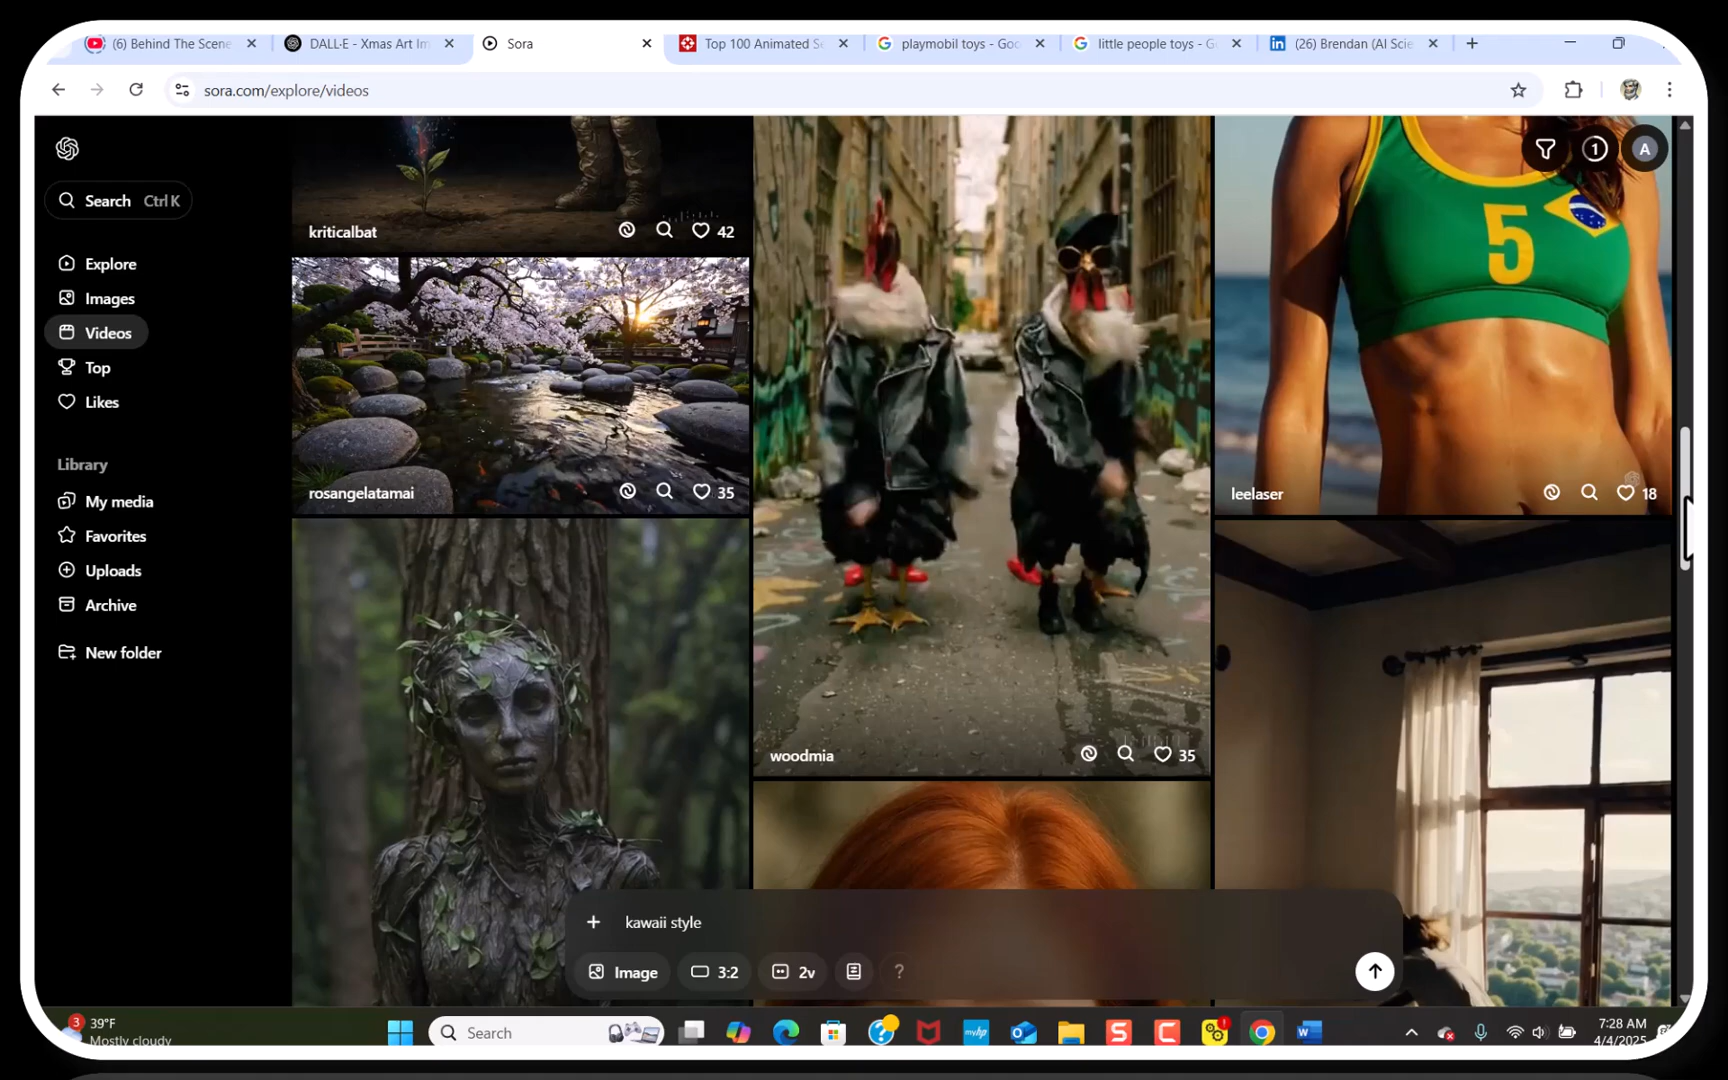 (6) Behind The Scene
DALL·E - Xmas Art Im
Sora
Top 100 Animated Se
playmobil toys - Goo
little people toys - G
(26) Brendan (AI Scie
sora.com/explore/videos
Search Ctrl K
Explore
Images
Videos
Top
Likes
Library
My media
Favorites
Uploads
Archive
New folder
kriticalbat
42
rosangelatamai
35
woodmia
35
5
1
A
leelaser
18
kawaii style
Image
3:2
2v
?
3
39°F
Mostly cloudy
Search
myhp
7:28 AM
4/4/2025